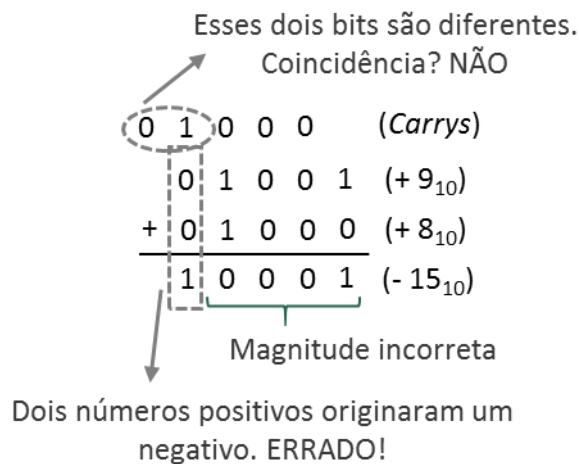 Esses dois bits são diferentes.
Coincidência? NÃO
0 1 0 0 0 (Carrys)
0 1 0 0 1 (+ 9₁₀)
+ 0 1 0 0 0 (+ 8₁₀)
1 0 0 0 1 (- 15₁₀)
Magnitude incorreta
Dois números positivos originaram um
negativo. ERRADO!